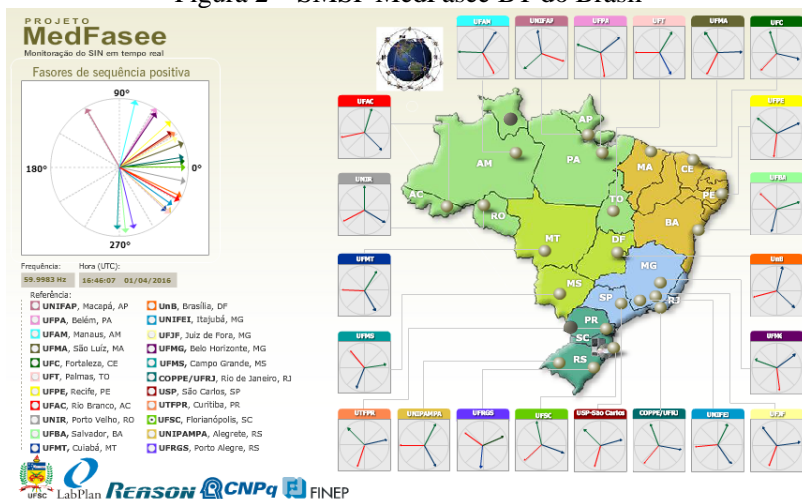 Figura 2 – SMSF MedFasee BT do Brasil
PROJETO
MedFasee
Monitoração do SIN em tempo real
Fasores de sequência positiva
90°
180°
0°
270°
Frequência: Hora (UTC):
59.9983 Hz 16:46:07 01/04/2016
Referência:
UNIFAP, Macapá, AP
UFPA, Belém, PA
UFAM, Manaus, AM
UFMA, São Luíz, MA
UFC, Fortaleza, CE
UFT, Palmas, TO
UFPE, Recife, PE
UFAC, Rio Branco, AC
UNIR, Porto Velho, RO
UFBA, Salvador, BA
UFMT, Cuiabá, MT
UnB, Brasília, DF
UNIFEI, Itajubá, MG
UFJF, Juiz de Fora, MG
UFMG, Belo Horizonte, MG
UFMS, Campo Grande, MS
COPPE/UFRJ, Rio de Janeiro, RJ
USP, São Carlos, SP
UTFPR, Curitiba, PR
UFSC, Florianópolis, SC
UNIPAMPA, Alegrete, RS
UFRGS, Porto Alegre, RS
UFSC
LabPlan
REASON
CNPq
FINEP
UFAM
UNIFAP
UFPA
UFT
UFMA
UFC
UFAC
UFPE
UNIR
UFBA
UFMT
UnB
UFMS
UTFPR
UNIPAMPA
UFRGS
UFSC
USP-São Carlos
COPPE/UFRJ
UNIFEI
UFJF
AP
AM
PA
MA
CE
PE
AC
RO
TO
BA
MT
DF
MG
MS
SP
RJ
PR
SC
RS